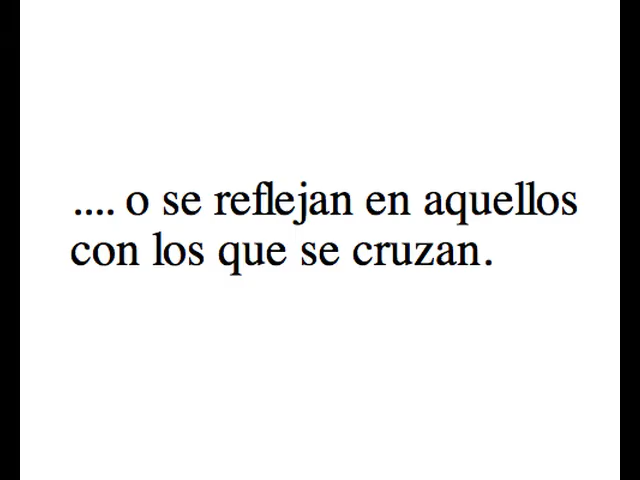 .... o se reflejan en aquellos
con los que se cruzan.